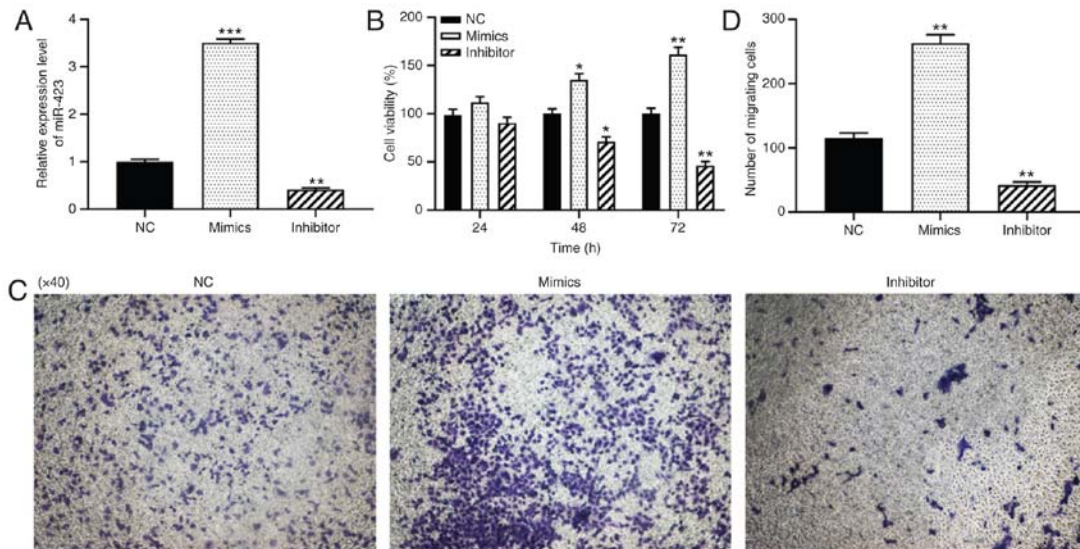 A
Relative expression level
of miR-423
4
3
2
1
0
***
**
NC
Mimics
Inhibitor
B
Cell viability (%)
200
150
100
50
0
NC
Mimics
Inhibitor
*
*
**
**
24
48
72
Time (h)
D
Number of migrating cells
300
200
100
0
**
**
NC
Mimics
Inhibitor
C
(×40)
NC
Mimics
Inhibitor